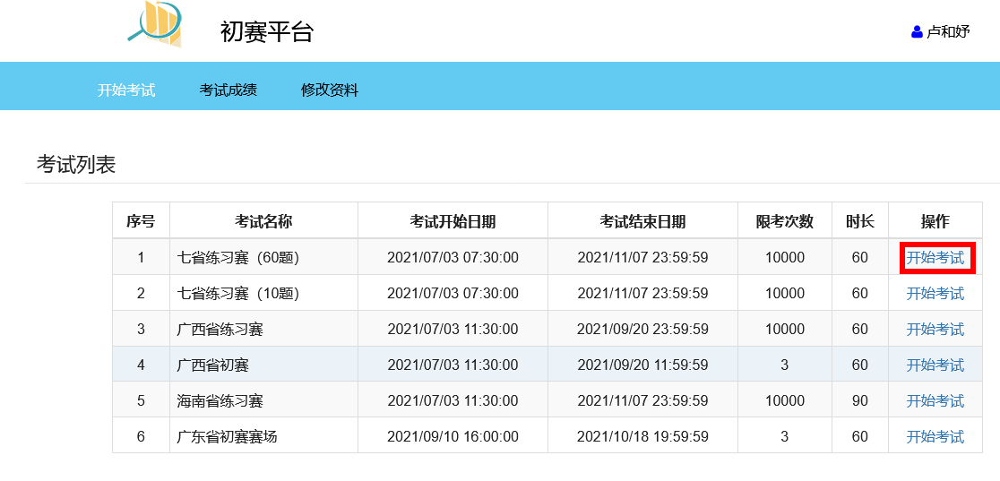 初赛平台
卢和妤
开始考试 考试成绩 修改资料
考试列表
序号 考试名称 考试开始日期 考试结束日期 限考次数 时长 操作
1 七省练习赛（60题） 2021/07/03 07:30:00 2021/11/07 23:59:59 10000 60 开始考试
2 七省练习赛（10题） 2021/07/03 07:30:00 2021/11/07 23:59:59 10000 60 开始考试
3 广西省练习赛 2021/07/03 11:30:00 2021/09/20 23:59:59 10000 60 开始考试
4 广西省初赛 2021/07/03 11:30:00 2021/09/20 11:59:59 3 60 开始考试
5 海南省练习赛 2021/07/03 11:30:00 2021/11/07 23:59:59 10000 90 开始考试
6 广东省初赛赛场 2021/09/10 16:00:00 2021/10/18 19:59:59 3 60 开始考试